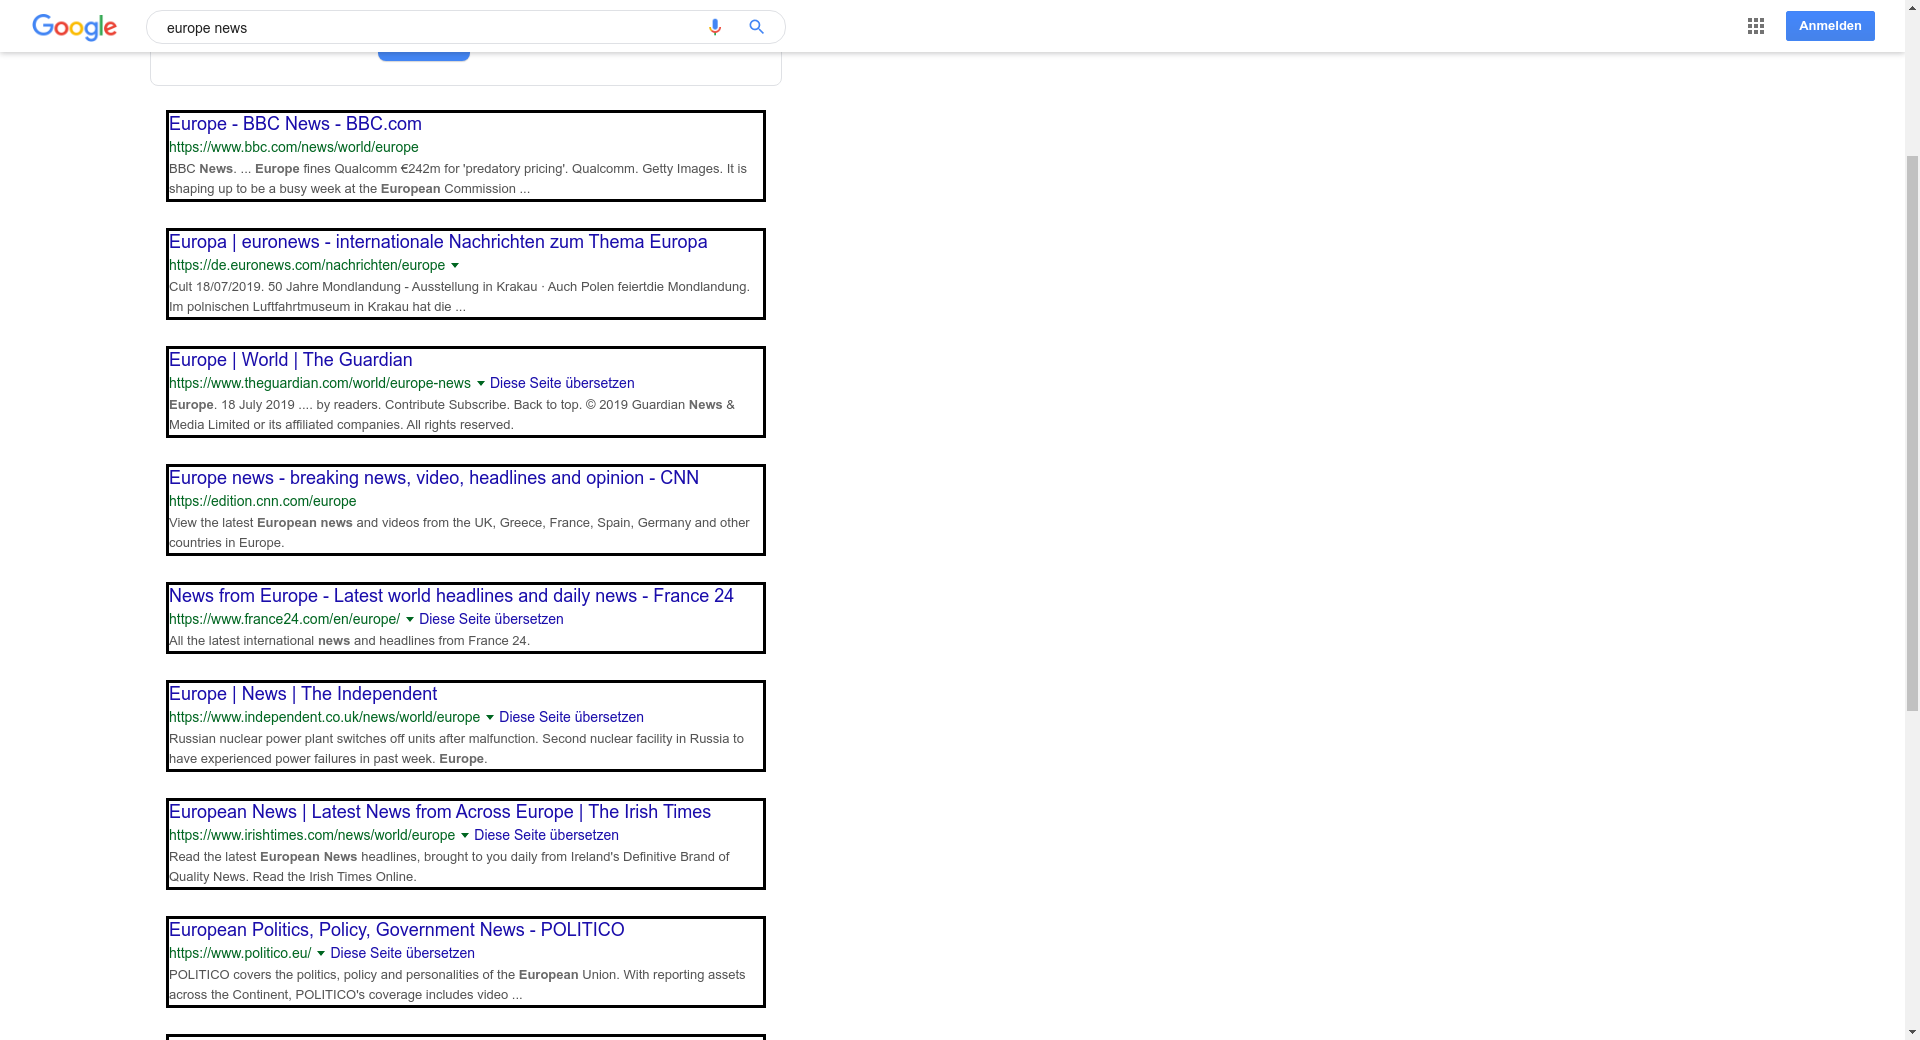 Google
europe news
Anmelden
Europe - BBC News - BBC.com
https://www.bbc.com/news/world/europe
BBC News. ... Europe fines Qualcomm €242m for 'predatory pricing'. Qualcomm. Getty Images. It is
shaping up to be a busy week at the European Commission ...
Europa | euronews - internationale Nachrichten zum Thema Europa
https://de.euronews.com/nachrichten/europe
Cult 18/07/2019. 50 Jahre Mondlandung - Ausstellung in Krakau · Auch Polen feiertdie Mondlandung.
Im polnischen Luftfahrtmuseum in Krakau hat die ...
Europe | World | The Guardian
https://www.theguardian.com/world/europe-news Diese Seite übersetzen
Europe. 18 July 2019 .... by readers. Contribute Subscribe. Back to top. © 2019 Guardian News &
Media Limited or its affiliated companies. All rights reserved.
Europe news - breaking news, video, headlines and opinion - CNN
https://edition.cnn.com/europe
View the latest European news and videos from the UK, Greece, France, Spain, Germany and other
countries in Europe.
News from Europe - Latest world headlines and daily news - France 24
https://www.france24.com/en/europe/ Diese Seite übersetzen
All the latest international news and headlines from France 24.
Europe | News | The Independent
https://www.independent.co.uk/news/world/europe Diese Seite übersetzen
Russian nuclear power plant switches off units after malfunction. Second nuclear facility in Russia to
have experienced power failures in past week. Europe.
European News | Latest News from Across Europe | The Irish Times
https://www.irishtimes.com/news/world/europe Diese Seite übersetzen
Read the latest European News headlines, brought to you daily from Ireland's Definitive Brand of
Quality News. Read the Irish Times Online.
European Politics, Policy, Government News - POLITICO
https://www.politico.eu/ Diese Seite übersetzen
POLITICO covers the politics, policy and personalities of the European Union. With reporting assets
across the Continent, POLITICO's coverage includes video ...